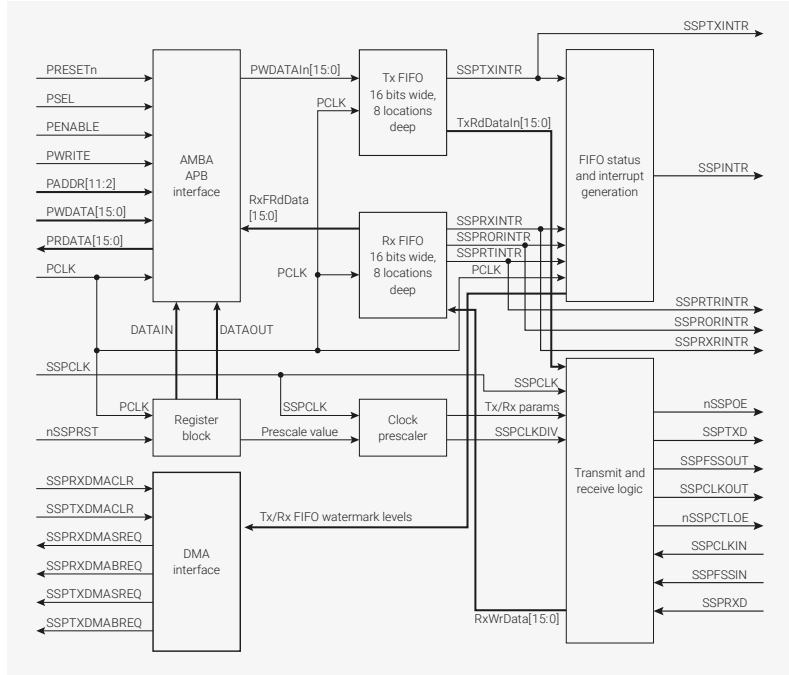 SSPTXINTR
PRESETn
PSEL
PENABLE
PWRITE
PADDR[11:2]
PWDATA[15:0]
PRDATA[15:0]
PCLK
AMBA
APB
interface
PWDATAIn[15:0]
PCLK
Tx FIFO
16 bits wide,
8 locations
deep
SSPTXINTR
TxRdDataIn[15:0]
FIFO status
and interrupt
generation
SSPINTR
RxFRdData
[15:0]
PCLK
Rx FIFO
16 bits wide,
8 locations
deep
SSPRXINTR
SSPRORINTR
SSPRTINTR
PCLK
SSPRTRINTR
SSPRORINTR
SSPRXRINTR
DATAIN
DATAOUT
SSPCLK
PCLK
nSSPRST
Register
block
SSPCLK
Prescale value
Clock
prescaler
SSPCLK
Tx/Rx params
SSPCLKDIV
Transmit and
receive logic
nSSPOE
SSPTXD
SSPFSSOUT
SSPCLKOUT
nSSPCTLOE
SSPCLKIN
SSPFSSIN
SSPRXD
SSPRXDMACLR
SSPTXDMACLR
SSPRXDMASREQ
SSPRXDMABREQ
SSPTXDMASREQ
SSPTXDMABREQ
DMA
interface
Tx/Rx FIFO watermark levels
RxWrData[15:0]